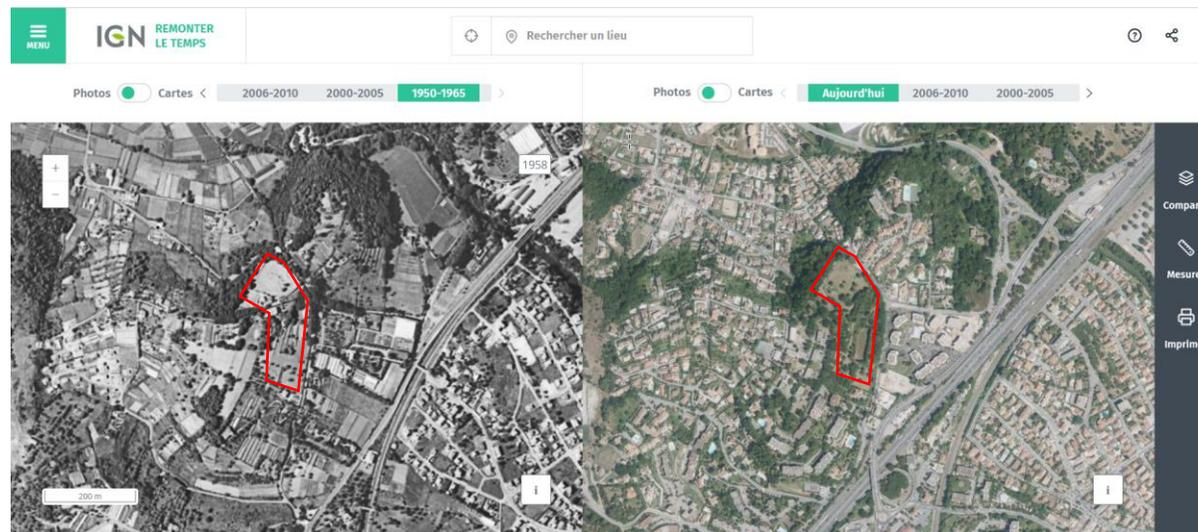 MENU
IGN REMONTER
LE TEMPS
Rechercher un lieu
Photos Cartes < 2006-2010 2000-2005 1950-1965 >
Photos Cartes < Aujourd'hui 2006-2010 2000-2005 >
+
−
1958
Compar
Mesure
Imprim
200 m
i
i